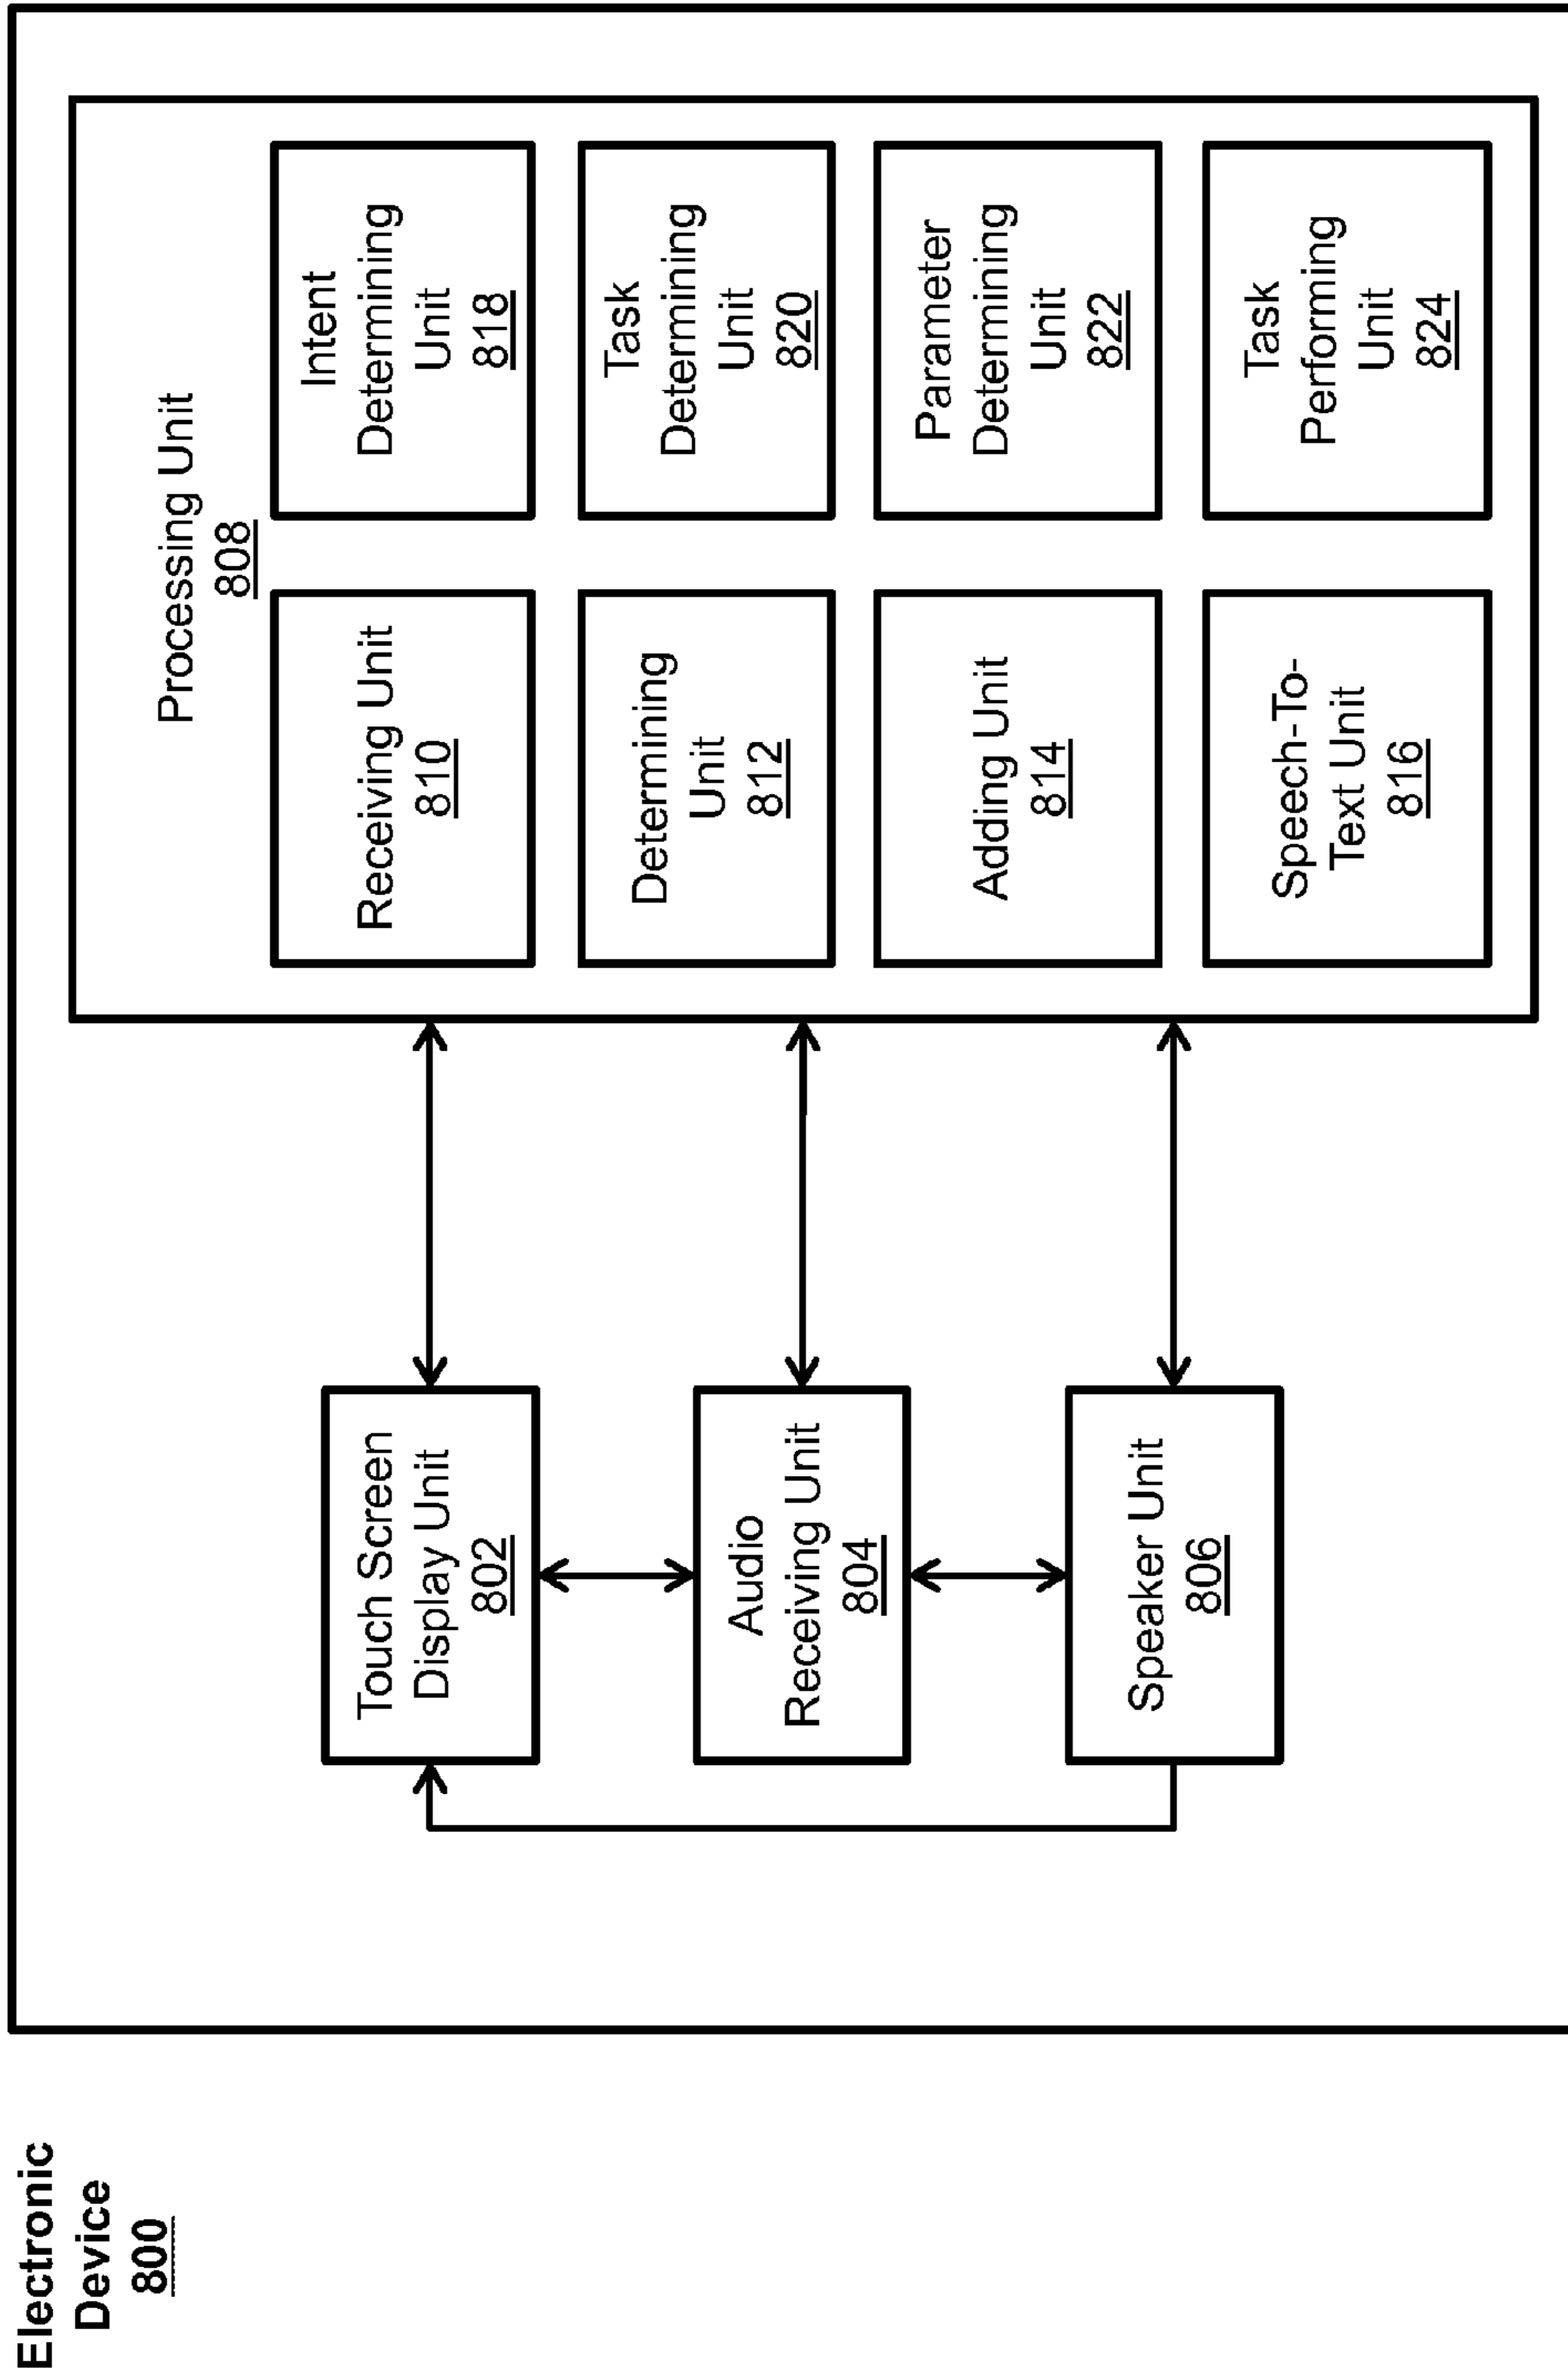 Electronic
Device
800
Touch Screen
Display Unit
802
Audio
Receiving Unit
804
Speaker Unit
806
Processing Unit
808
Receiving Unit
810
Intent
Determining
Unit
818
Determining
Unit
812
Task
Determining
Unit
820
Adding Unit
814
Parameter
Determining
Unit
822
Speech-To-
Text Unit
816
Task
Performing
Unit
824